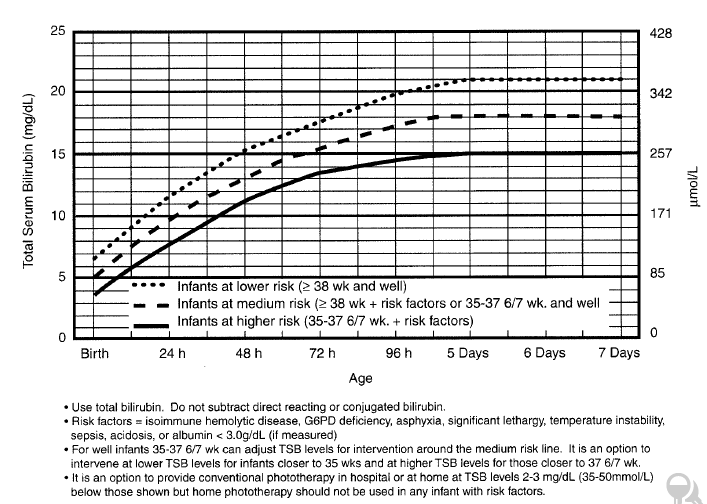 25
20
15
10
5
0
Total Serum Bilirubin (mg/dL)
428
342
257
171
85
0
µmol/L
Infants at lower risk (≥ 38 wk and well)
Infants at medium risk (≥ 38 wk + risk factors or 35-37 6/7 wk. and well
Infants at higher risk (35-37 6/7 wk. + risk factors)
Birth 24 h 48 h 72 h 96 h 5 Days 6 Days 7 Days
Age
• Use total bilirubin. Do not subtract direct reacting or conjugated bilirubin.
• Risk factors = isoimmune hemolytic disease, G6PD deficiency, asphyxia, significant lethargy, temperature instability,
sepsis, acidosis, or albumin < 3.0g/dL (if measured)
• For well infants 35-37 6/7 wk can adjust TSB levels for intervention around the medium risk line. It is an option to
intervene at lower TSB levels for infants closer to 35 wks and at higher TSB levels for those closer to 37 6/7 wk.
• It is an option to provide conventional phototherapy in hospital or at home at TSB levels 2-3 mg/dL (35-50mmol/L)
below those shown but home phototherapy should not be used in any infant with risk factors.